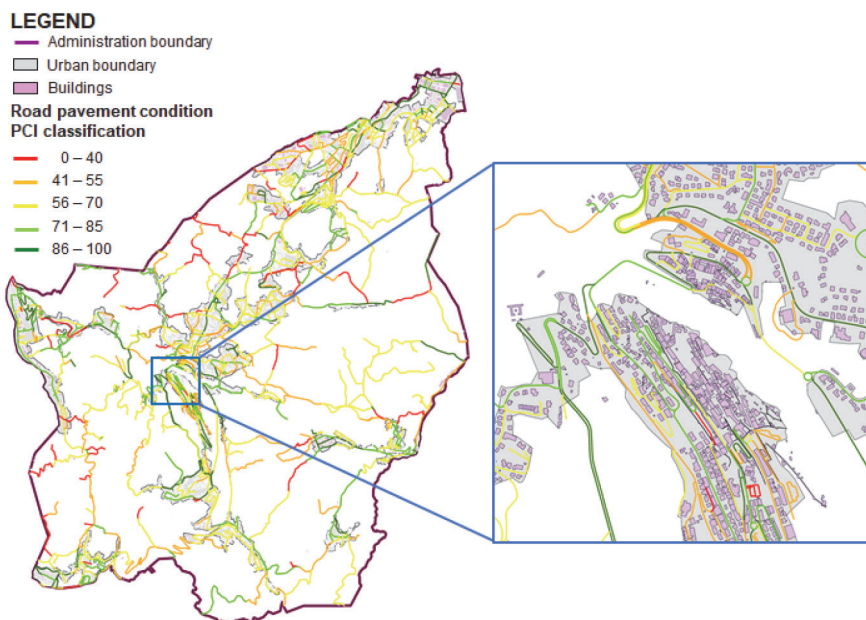 LEGEND
Administration boundary
Urban boundary
Buildings
Road pavement condition
PCI classification
0 – 40
41 – 55
56 – 70
71 – 85
86 – 100